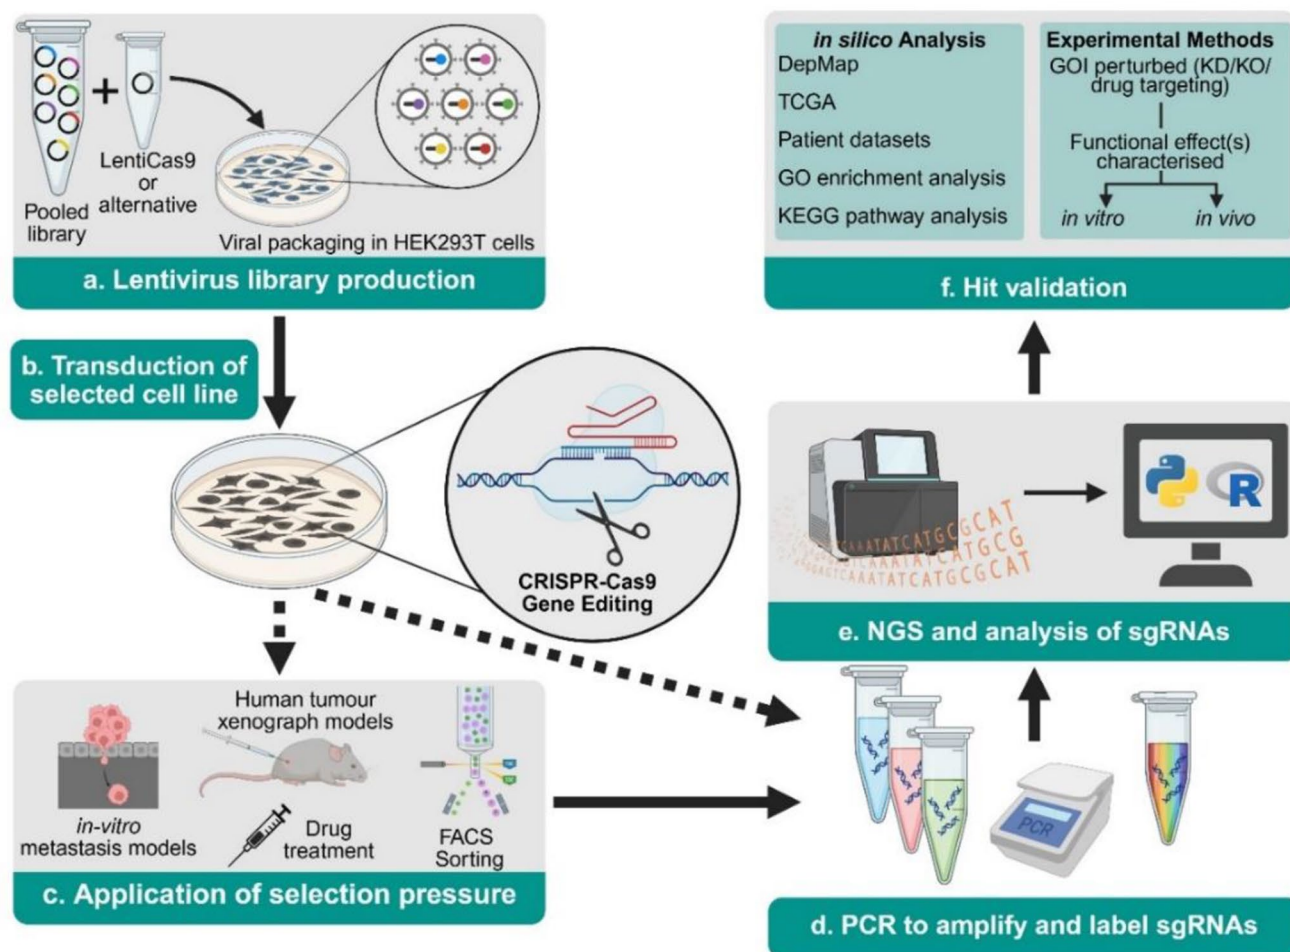 Pooled
library
+
LentiCas9
or
alternative
Viral packaging in HEK293T cells
a. Lentivirus library production
b. Transduction of
selected cell line
CRISPR-Cas9
Gene Editing
in-vitro
metastasis models
Human tumour
xenograph models
Drug
treatment
FACS
Sorting
c. Application of selection pressure
PCR
d. PCR to amplify and label sgRNAs
AAATATCATGCGCAT
TCAAATATCATGCG
GAGTCAAATATCATGCGCAT
R
e. NGS and analysis of sgRNAs
in silico Analysis
DepMap
TCGA
Patient datasets
GO enrichment analysis
KEGG pathway analysis
Experimental Methods
GOI perturbed (KD/KO/
drug targeting)
Functional effect(s)
characterised
in vitro
in vivo
f. Hit validation